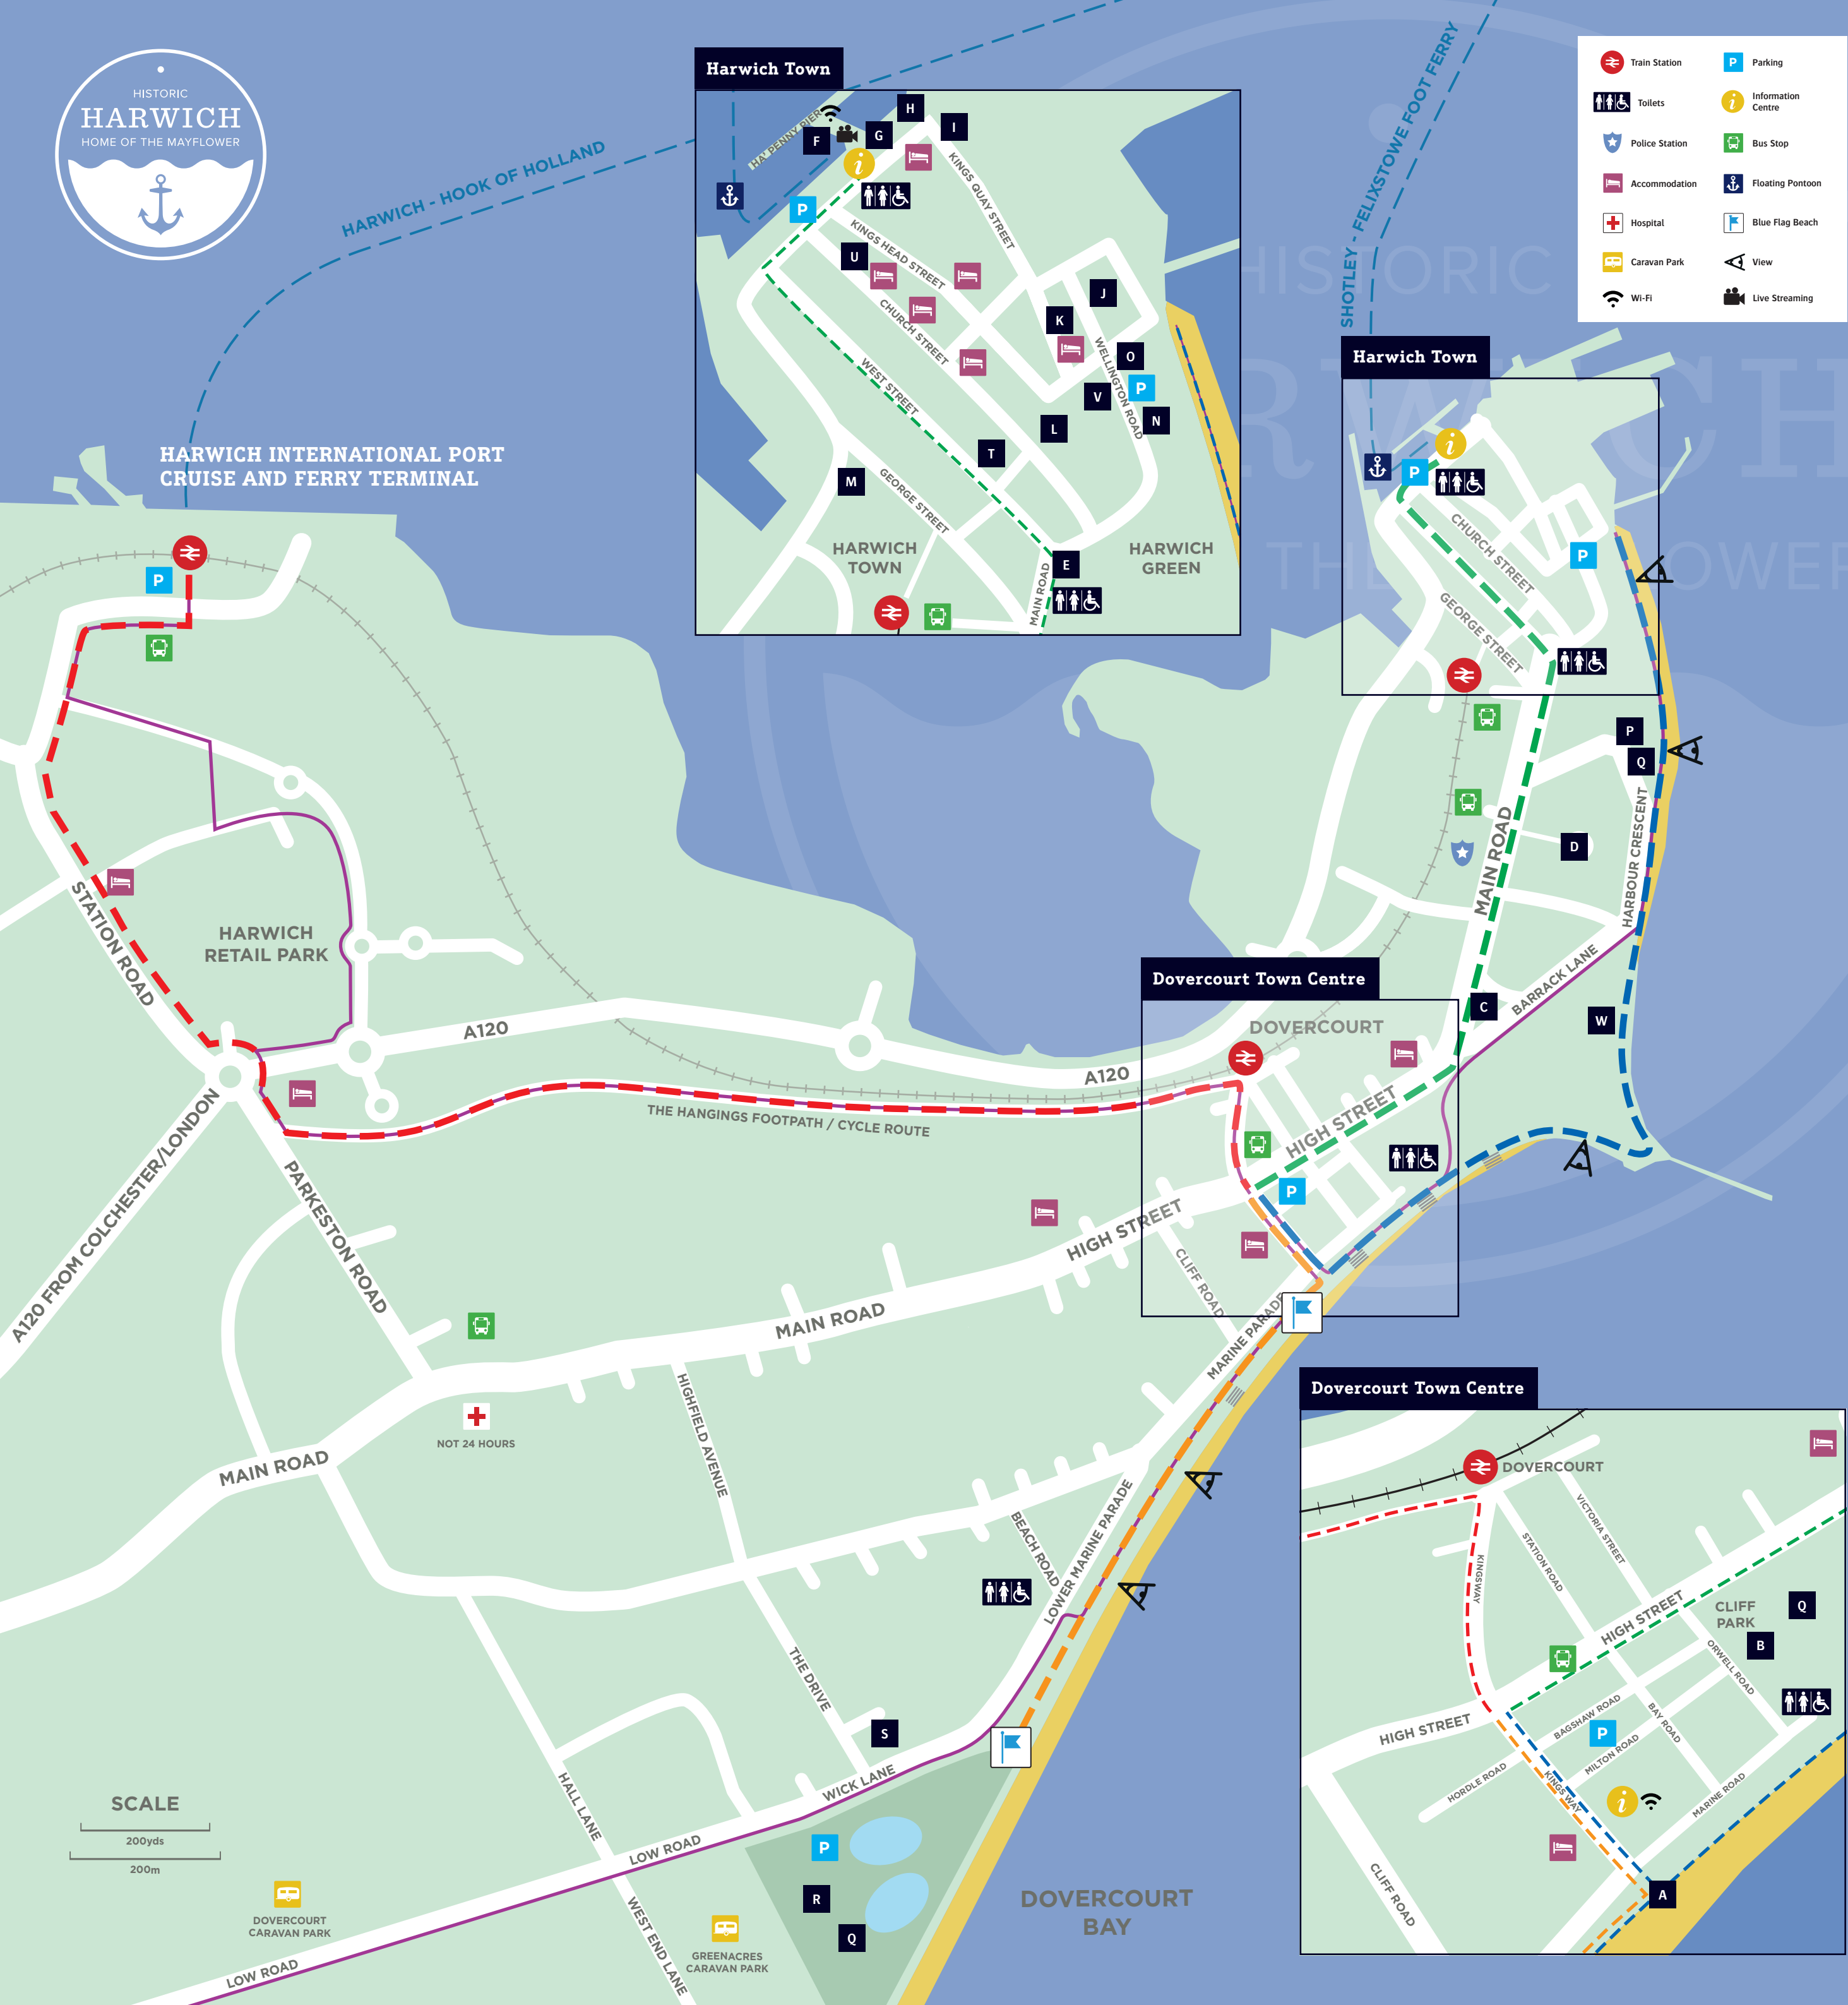 HISTORIC
HARWICH
HOME OF THE MAYFLOWER
HARWICH - HOOK OF HOLLAND
SHOTLEY - FELIXSTOWE FOOT FERRY
Train Station
Parking
Toilets
Information
Centre
Police Station
Bus Stop
Accommodation
Floating Pontoon
Hospital
Blue Flag Beach
Caravan Park
View
Wi-Fi
Live Streaming
P
i
Harwich Town
HA' PENNY PIER
H
I
F
G
i
P
KINGS QUAY STREET
KINGS HEAD STREET
U
CHURCH STREET
J
K
WELLINGTON ROAD
O
P
V
N
L
WEST STREET
T
M
GEORGE STREET
HARWICH
TOWN
HARWICH
GREEN
E
MAIN ROAD
Harwich Town
i
P
CHURCH STREET
P
GEORGE STREET
HARWICH INTERNATIONAL PORT
CRUISE AND FERRY TERMINAL
P
P
Q
HARBOUR CRESCENT
MAIN ROAD
D
STATION ROAD
HARWICH
RETAIL PARK
A120
BARRACK LANE
C
W
Dovercourt Town Centre
DOVERCOURT
A120
THE HANGINGS FOOTPATH / CYCLE ROUTE
HIGH STREET
P
A120 FROM COLCHESTER/LONDON
PARKESTON ROAD
HIGH STREET
CLIFF ROAD
MARINE PARADE
MAIN ROAD
NOT 24 HOURS
MAIN ROAD
HIGHFIELD AVENUE
BEACH ROAD
LOWER MARINE PARADE
THE DRIVE
S
WICK LANE
HALL LANE
LOW ROAD
P
R
Q
WEST END LANE
SCALE
200yds
200m
DOVERCOURT
CARAVAN PARK
GREENACRES
CARAVAN PARK
LOW ROAD
DOVERCOURT
BAY
Dovercourt Town Centre
DOVERCOURT
VICTORIA STREET
STATION ROAD
KINGSWAY
HIGH STREET
CLIFF
PARK
Q
B
ORWELL ROAD
BAGSHAW ROAD
BAY ROAD
HIGH STREET
P
MILTON ROAD
HORDLE ROAD
KINGS WAY
i
MARINE ROAD
CLIFF ROAD
A